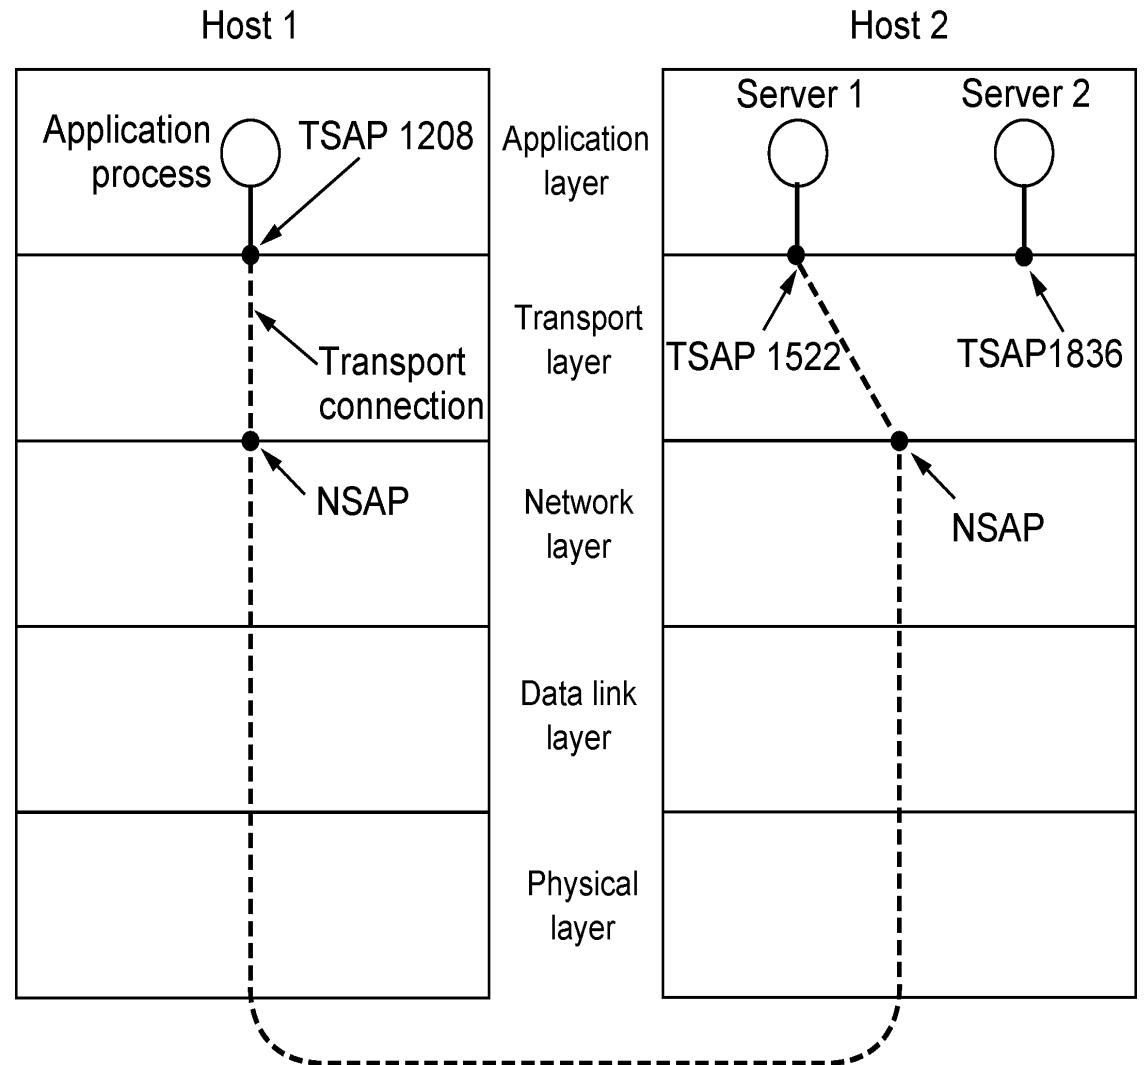 Host 1
Host 2
Application
process
TSAP 1208
Application
layer
Server 1
Server 2
Transport
connection
Transport
layer
TSAP 1522
TSAP1836
NSAP
Network
layer
NSAP
Data link
layer
Physical
layer